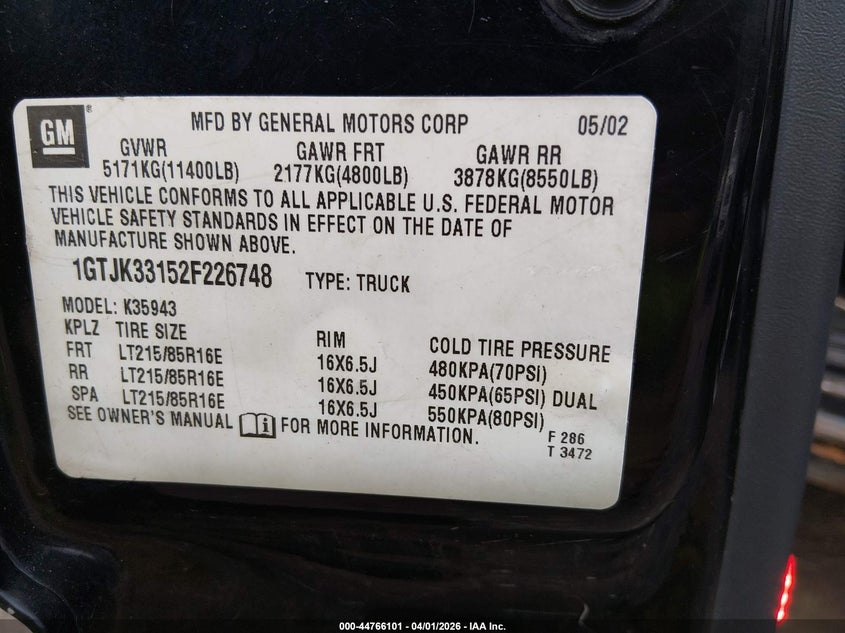 GM®
MFD BY GENERAL MOTORS CORP 05/02
GVWR GAWR FRT GAWR RR
5171KG(11400LB) 2177KG(4800LB) 3878KG(8550LB)
THIS VEHICLE CONFORMS TO ALL APPLICABLE U.S. FEDERAL MOTOR
VEHICLE SAFETY STANDARDS IN EFFECT ON THE DATE OF
MANUFACTURE SHOWN ABOVE.
1GTJK33152F226748 TYPE: TRUCK
MODEL: K35943
KPLZ TIRE SIZE RIM COLD TIRE PRESSURE
FRT LT215/85R16E 16X6.5J 480KPA(70PSI)
RR LT215/85R16E 16X6.5J 450KPA(65PSI) DUAL
SPA LT215/85R16E 16X6.5J 550KPA(80PSI)
SEE OWNER'S MANUAL i FOR MORE INFORMATION.
F 286
T 3472
000-44766101 - 04/01/2026 - IAA Inc.